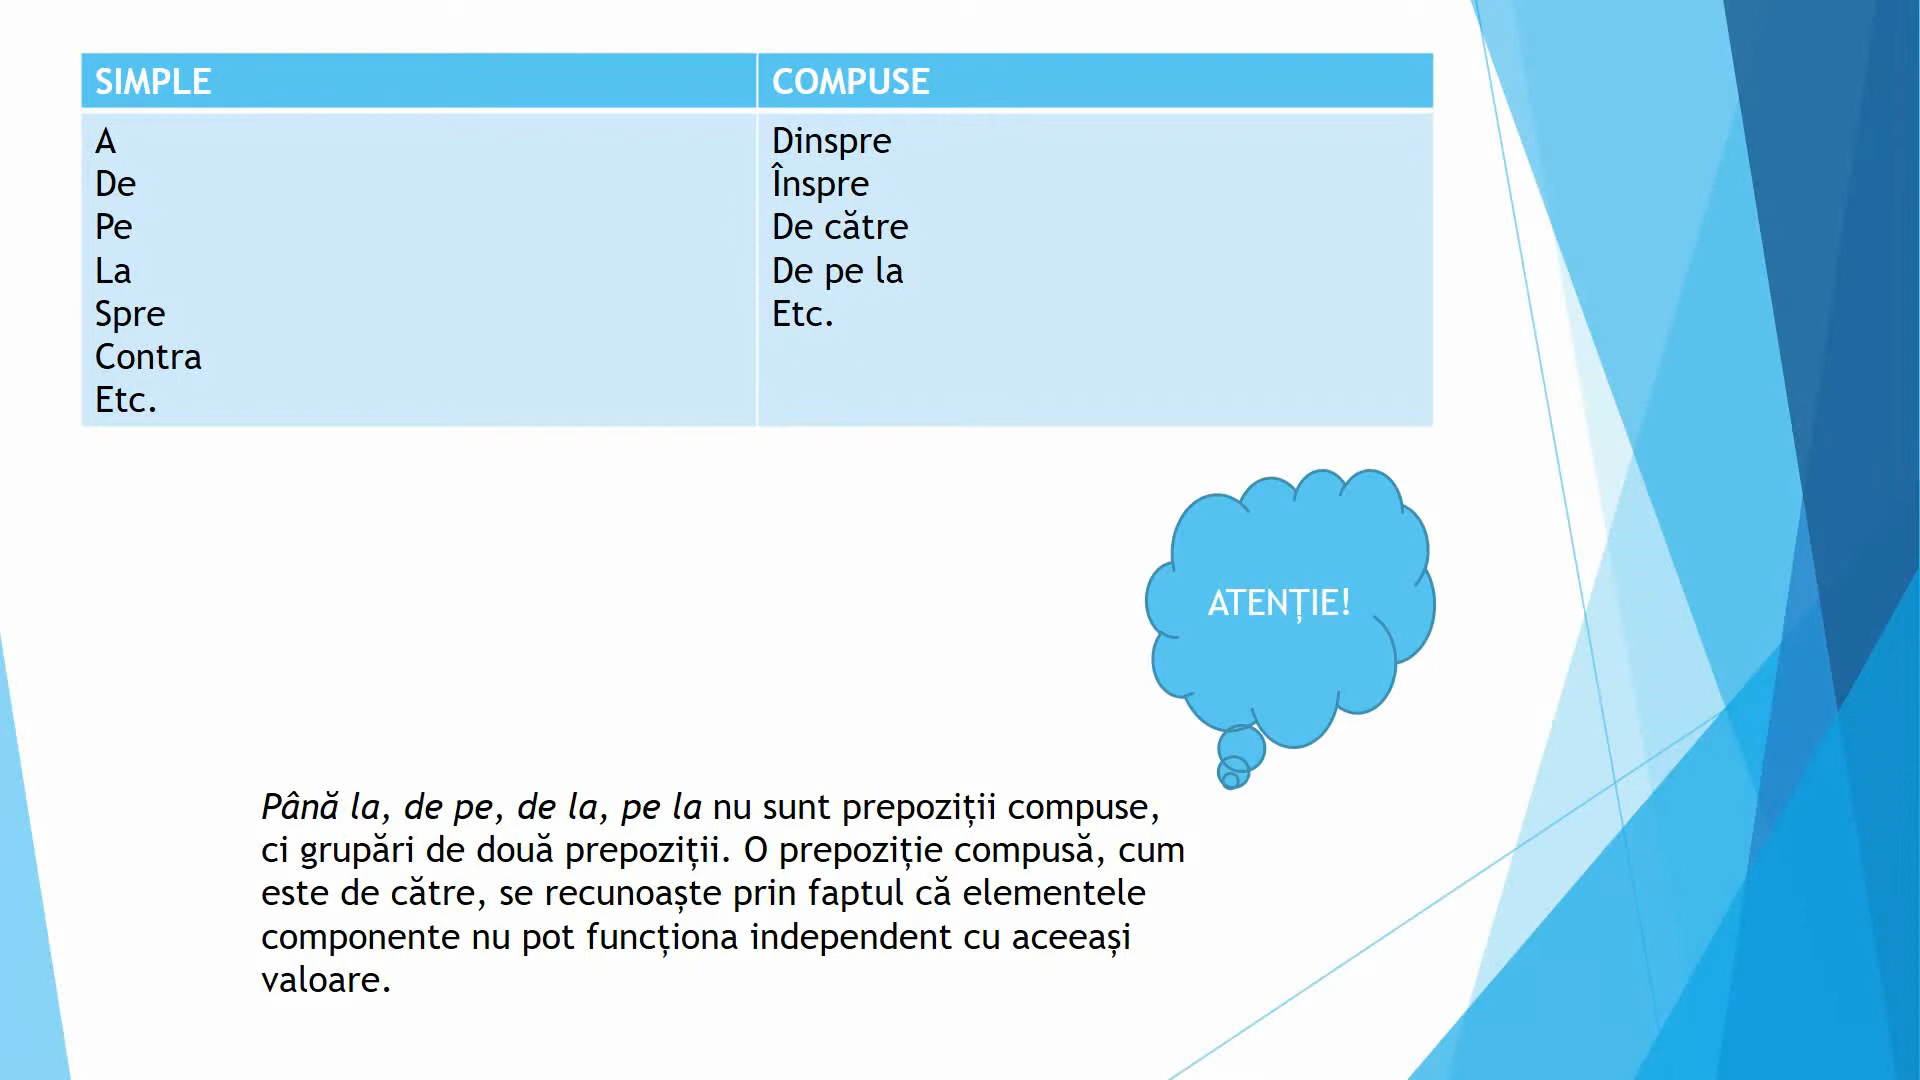 SIMPLE
COMPUSE
A
De
Pe
La
Spre
Contra
Etc.
Dinspre
Înspre
De către
De pe la
Etc.
ATENȚIE!
Până la, de pe, de la, pe la nu sunt prepoziții compuse,
ci grupări de două prepoziții. O prepoziție compusă, cum
este de către, se recunoaște prin faptul că elementele
componente nu pot funcționa independent cu aceeași
valoare.